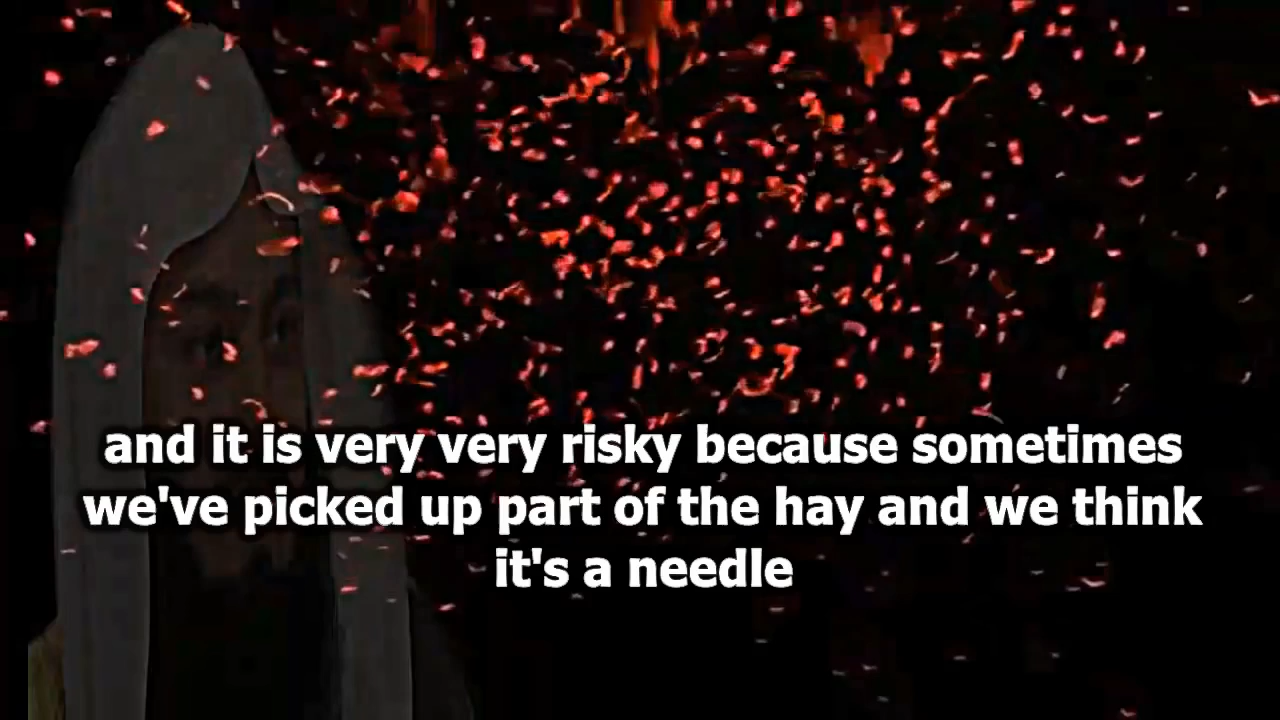 and it is very very risky because sometimes
we've picked up part of the hay and we think
it's a needle